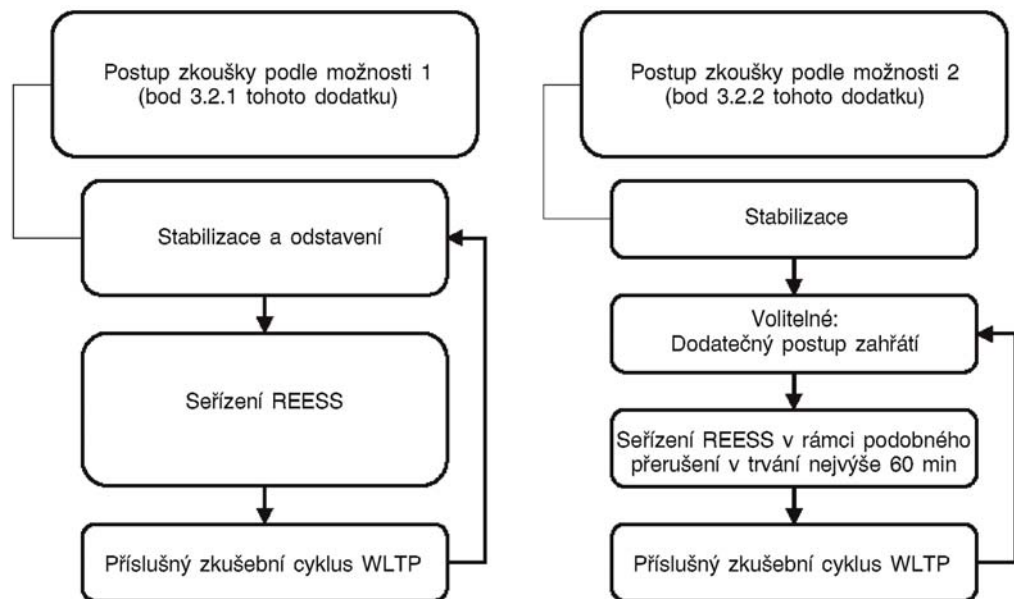 Postup zkoušky podle možnosti 1
(bod 3.2.1 tohoto dodatku)
Stabilizace a odstavení
Seřízení REESS
Příslušný zkušební cyklus WLTP
Postup zkoušky podle možnosti 2
(bod 3.2.2 tohoto dodatku)
Stabilizace
Volitelné:
Dodatečný postup zahřátí
Seřízení REESS v rámci podobného
přerušení v trvání nejvýše 60 min
Příslušný zkušební cyklus WLTP